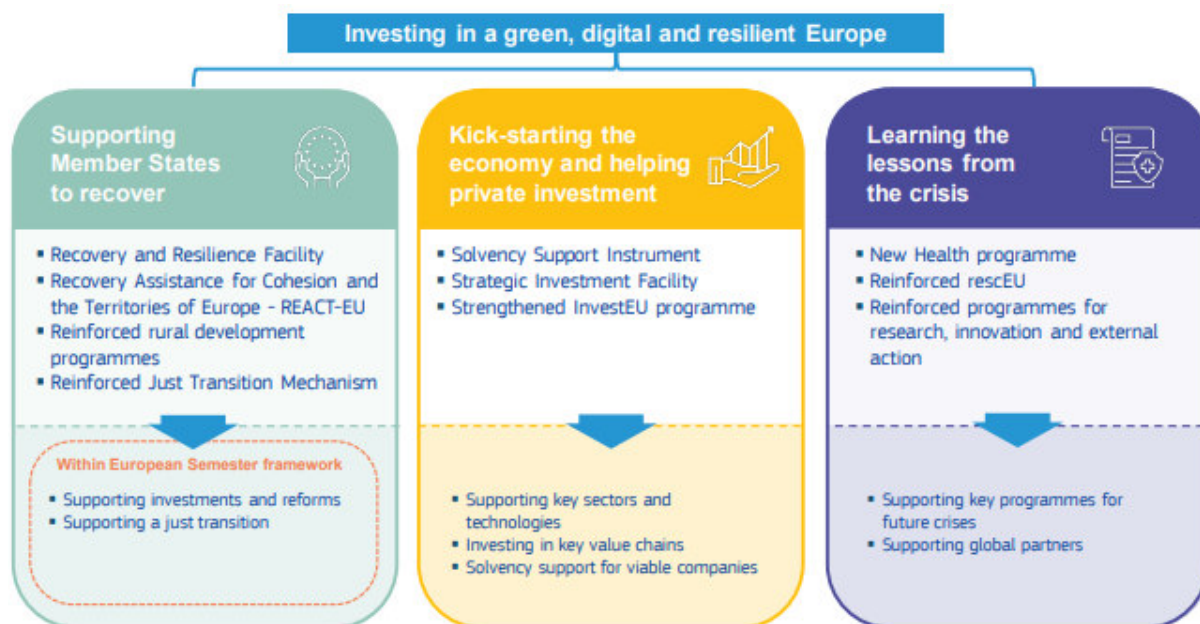 Investing in a green, digital and resilient Europe
Supporting
Member States
to recover
▪ Recovery and Resilience Facility
▪ Recovery Assistance for Cohesion and
the Territories of Europe - REACT-EU
▪ Reinforced rural development
programmes
▪ Reinforced Just Transition Mechanism
Within European Semester framework
▪ Supporting investments and reforms
▪ Supporting a just transition
Kick-starting the
economy and helping
private investment
▪ Solvency Support Instrument
▪ Strategic Investment Facility
▪ Strengthened InvestEU programme
▪ Supporting key sectors and
technologies
▪ Investing in key value chains
▪ Solvency support for viable companies
Learning the
lessons from
the crisis
▪ New Health programme
▪ Reinforced rescEU
▪ Reinforced programmes for
research, innovation and external
action
▪ Supporting key programmes for
future crises
▪ Supporting global partners